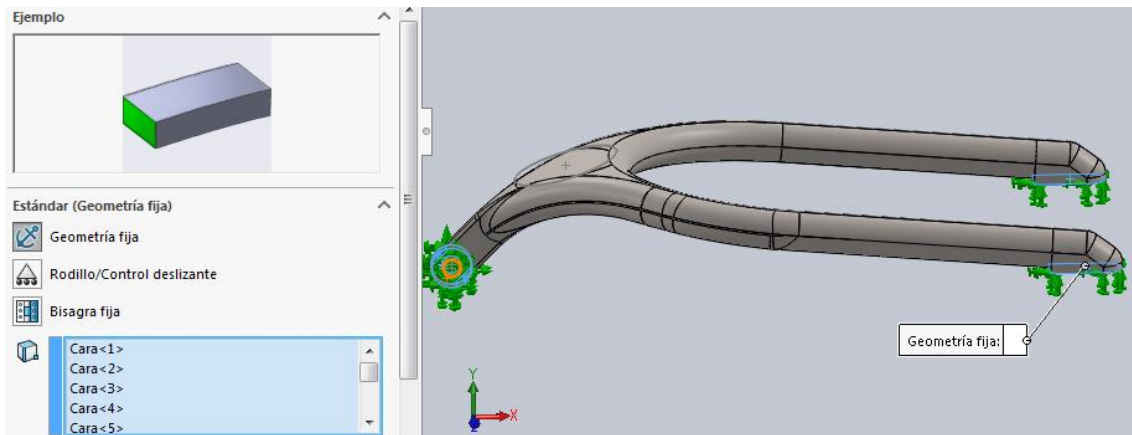 Ejemplo
Estándar (Geometría fija)
Geometría fija
Rodillo/Control deslizante
Bisagra fija
Cara<1>
Cara<2>
Cara<3>
Cara<4>
Cara<5>
Geometría fija:
Y
X
Z